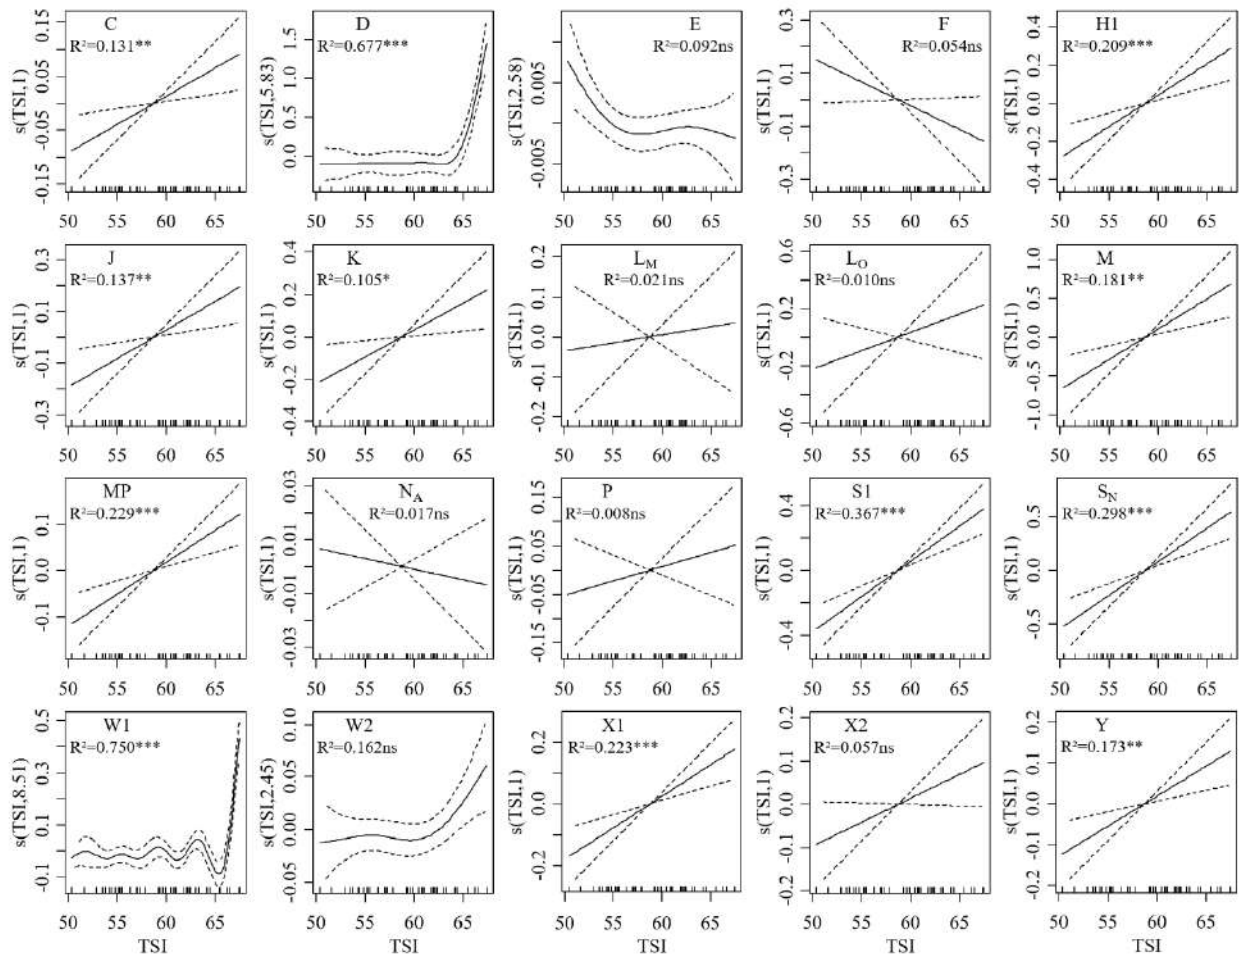 C
R²=0.131**
s(TSI,1)
0.15
0.05
-0.05
-0.15
50 55 60 65
D
R²=0.677***
s(TSI,5.83)
1.5
1.0
0.5
0.0
50 55 60 65
E
R²=0.092ns
s(TSI,2.58)
0.005
-0.005
50 55 60 65
F
R²=0.054ns
s(TSI,1)
0.3
0.1
-0.1
-0.3
50 55 60 65
H1
R²=0.209***
s(TSI,1)
0.4
0.2
0.0
-0.2
-0.4
50 55 60 65
J
R²=0.137**
s(TSI,1)
0.3
0.1
-0.1
-0.3
50 55 60 65
K
R²=0.105*
s(TSI,1)
0.4
0.2
0.0
-0.2
-0.4
50 55 60 65
L_M
R²=0.021ns
s(TSI,1)
0.2
0.1
0.0
-0.1
-0.2
50 55 60 65
L_O
R²=0.010ns
s(TSI,1)
0.6
0.2
-0.2
-0.6
50 55 60 65
M
R²=0.181**
s(TSI,1)
1.0
0.5
0.0
-0.5
-1.0
50 55 60 65
MP
R²=0.229***
s(TSI,1)
0.1
0.0
-0.1
50 55 60 65
N_A
R²=0.017ns
s(TSI,1)
0.03
0.01
-0.01
-0.03
50 55 60 65
P
R²=0.008ns
s(TSI,1)
0.15
0.05
-0.05
-0.15
50 55 60 65
S1
R²=0.367***
s(TSI,1)
0.4
0.0
-0.4
50 55 60 65
S_N
R²=0.298***
s(TSI,1)
0.5
0.0
-0.5
50 55 60 65
W1
R²=0.750***
s(TSI,8.51)
0.5
0.3
0.1
-0.1
50 55 60 65
TSI
W2
R²=0.162ns
s(TSI,2.45)
0.10
0.05
0.00
-0.05
50 55 60 65
TSI
X1
R²=0.223***
s(TSI,1)
0.2
0.0
-0.2
50 55 60 65
TSI
X2
R²=0.057ns
s(TSI,1)
0.2
0.1
0.0
-0.1
-0.2
50 55 60 65
TSI
Y
R²=0.173**
s(TSI,1)
0.2
0.1
0.0
-0.1
-0.2
50 55 60 65
TSI